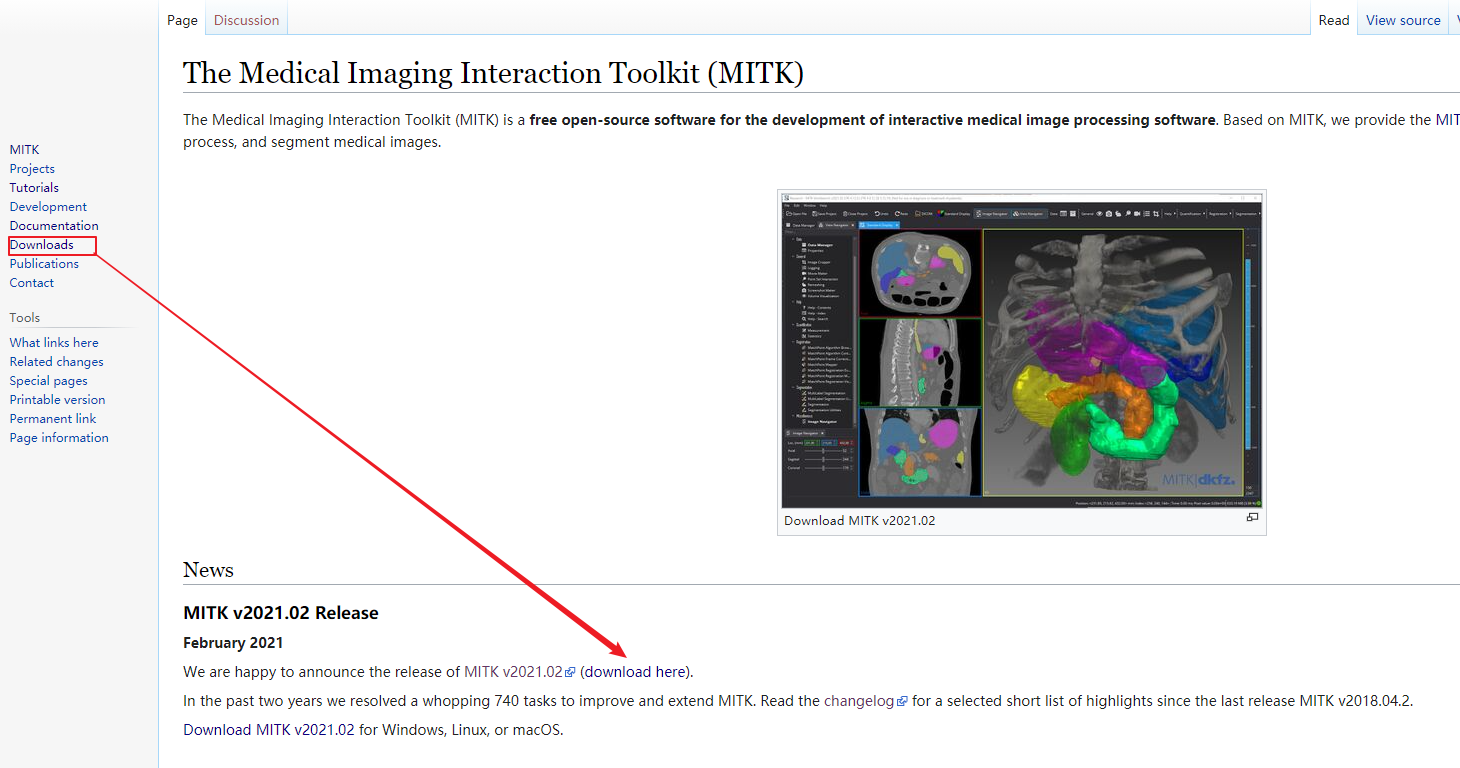 Page
Discussion
Read
View source
The Medical Imaging Interaction Toolkit (MITK)
The Medical Imaging Interaction Toolkit (MITK) is a free open-source software for the development of interactive medical image processing software. Based on MITK, we provide the MIT
process, and segment medical images.
MITK
Projects
Tutorials
Development
Documentation
Downloads
Publications
Contact
Tools
What links here
Related changes
Special pages
Printable version
Permanent link
Page information
MITK dkfz.
Download MITK v2021.02
News
MITK v2021.02 Release
February 2021
We are happy to announce the release of MITK v2021.02 (download here).
In the past two years we resolved a whopping 740 tasks to improve and extend MITK. Read the changelog for a selected short list of highlights since the last release MITK v2018.04.2.
Download MITK v2021.02 for Windows, Linux, or macOS.